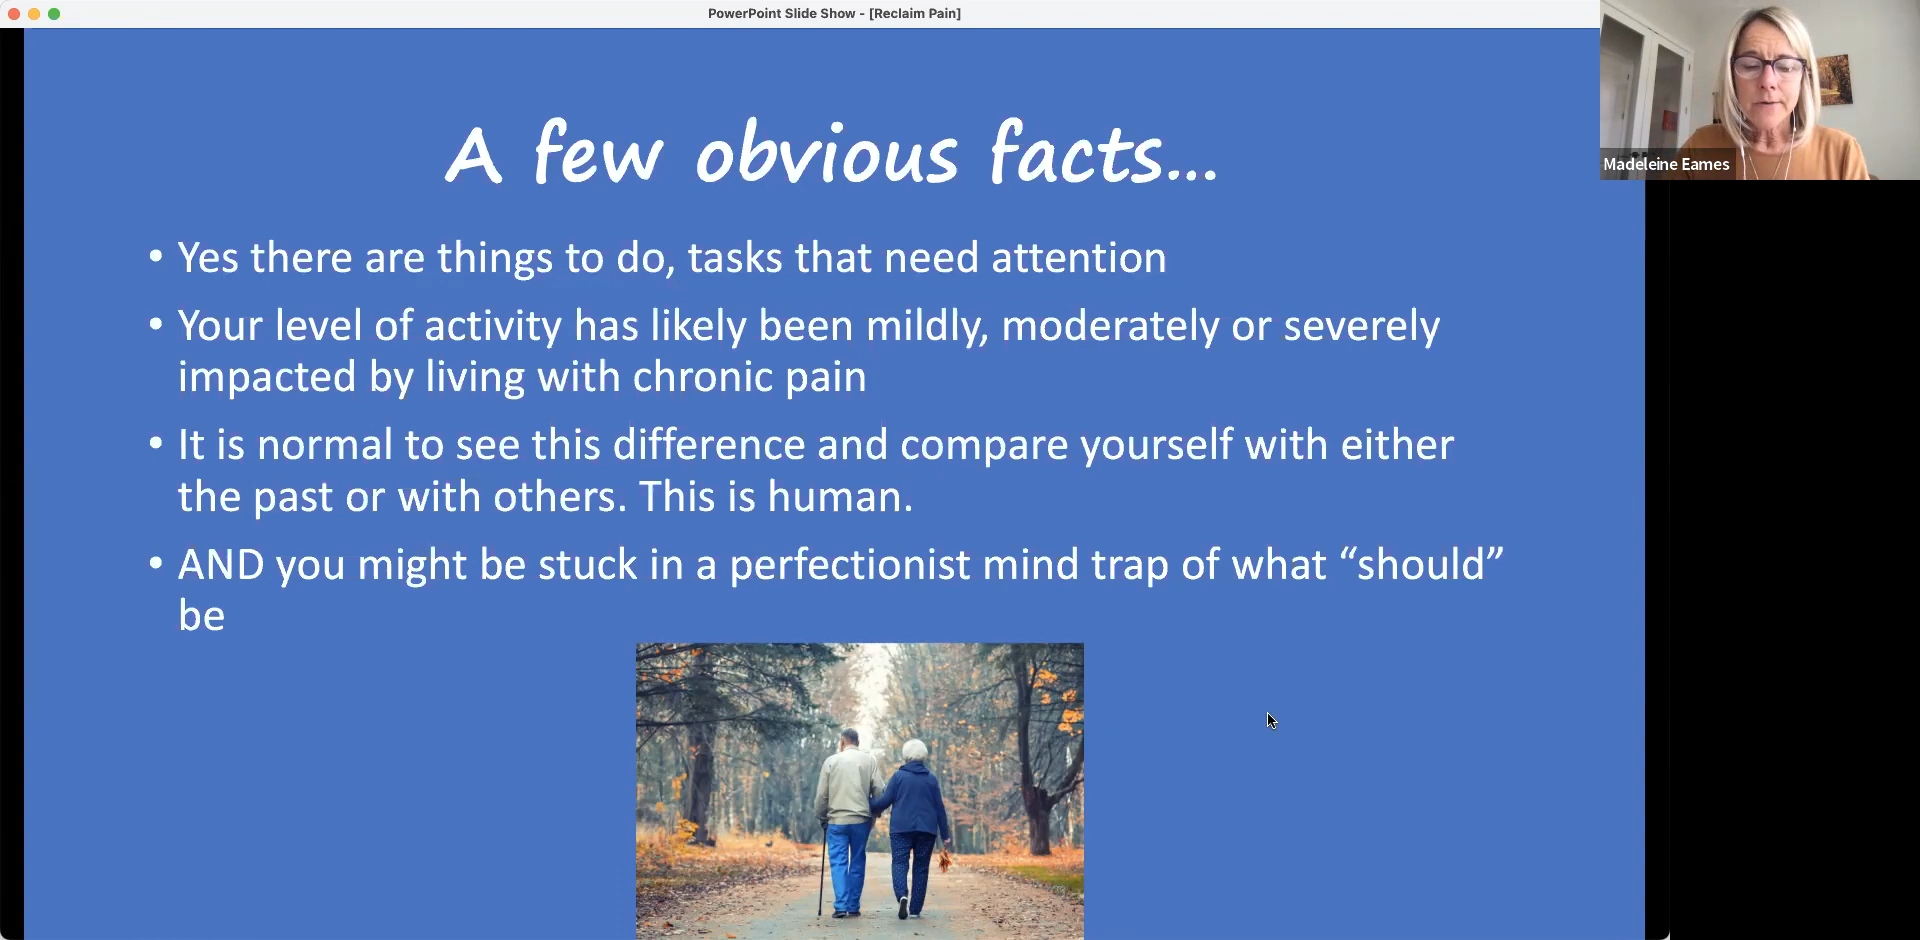 PowerPoint Slide Show - [Reclaim Pain]
Madeleine Eames
A few obvious facts...
• Yes there are things to do, tasks that need attention
• Your level of activity has likely been mildly, moderately or severely
impacted by living with chronic pain
• It is normal to see this difference and compare yourself with either
the past or with others. This is human.
• AND you might be stuck in a perfectionist mind trap of what “should”
be